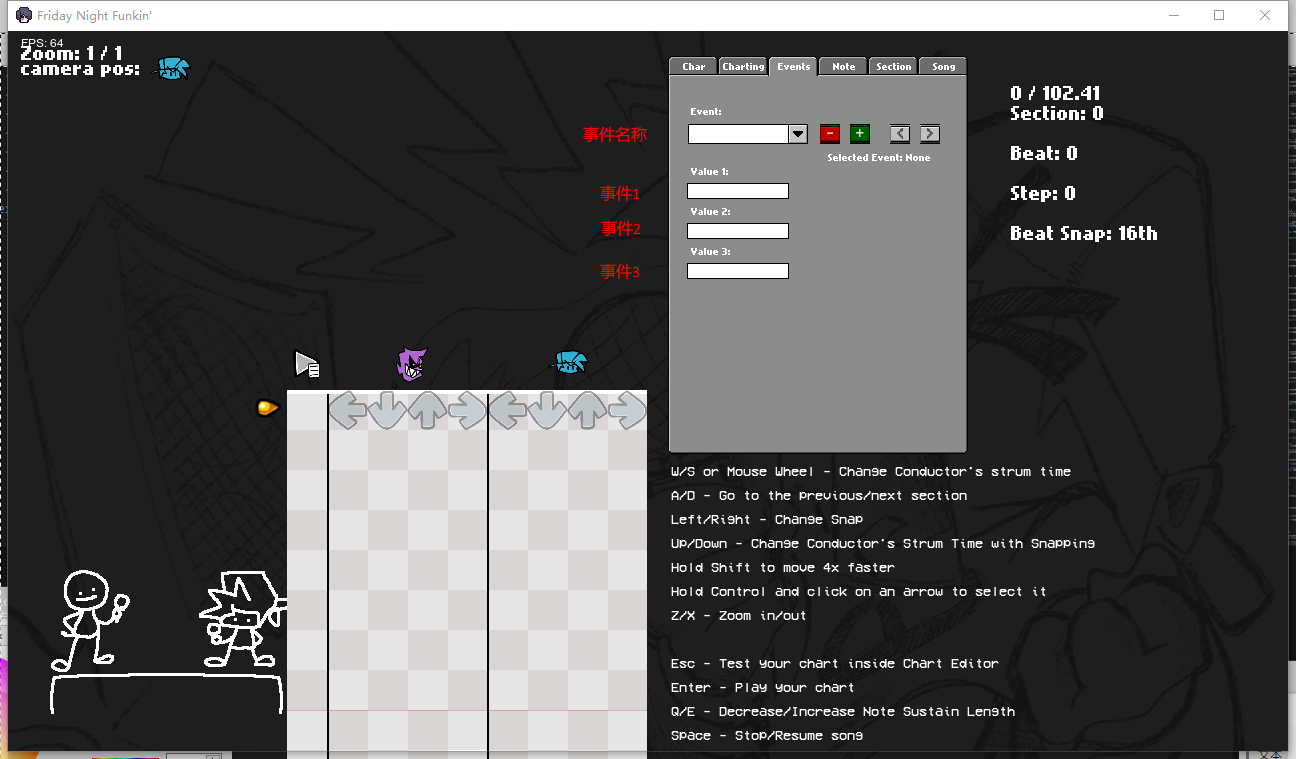 Friday Night Funkin'
FPS: 64
Zoom: 1 / 1
camera pos:
Char
Charting
Events
Note
Section
Song
Event:
事件名称
Selected Event: None
Value 1:
事件1
Value 2:
事件2
Value 3:
事件3
0 / 102.41
Section: 0
Beat: 0
Step: 0
Beat Snap: 16th
W/S or Mouse Wheel - Change Conductor's strum time
A/D - Go to the previous/next section
Left/Right - Change Snap
Up/Down - Change Conductor's Strum Time with Snapping
Hold Shift to move 4x faster
Hold Control and click on an arrow to select it
Z/X - Zoom in/out
Esc - Test your chart inside Chart Editor
Enter - Play your chart
Q/E - Decrease/Increase Note Sustain Length
Space - Stop/Resume song